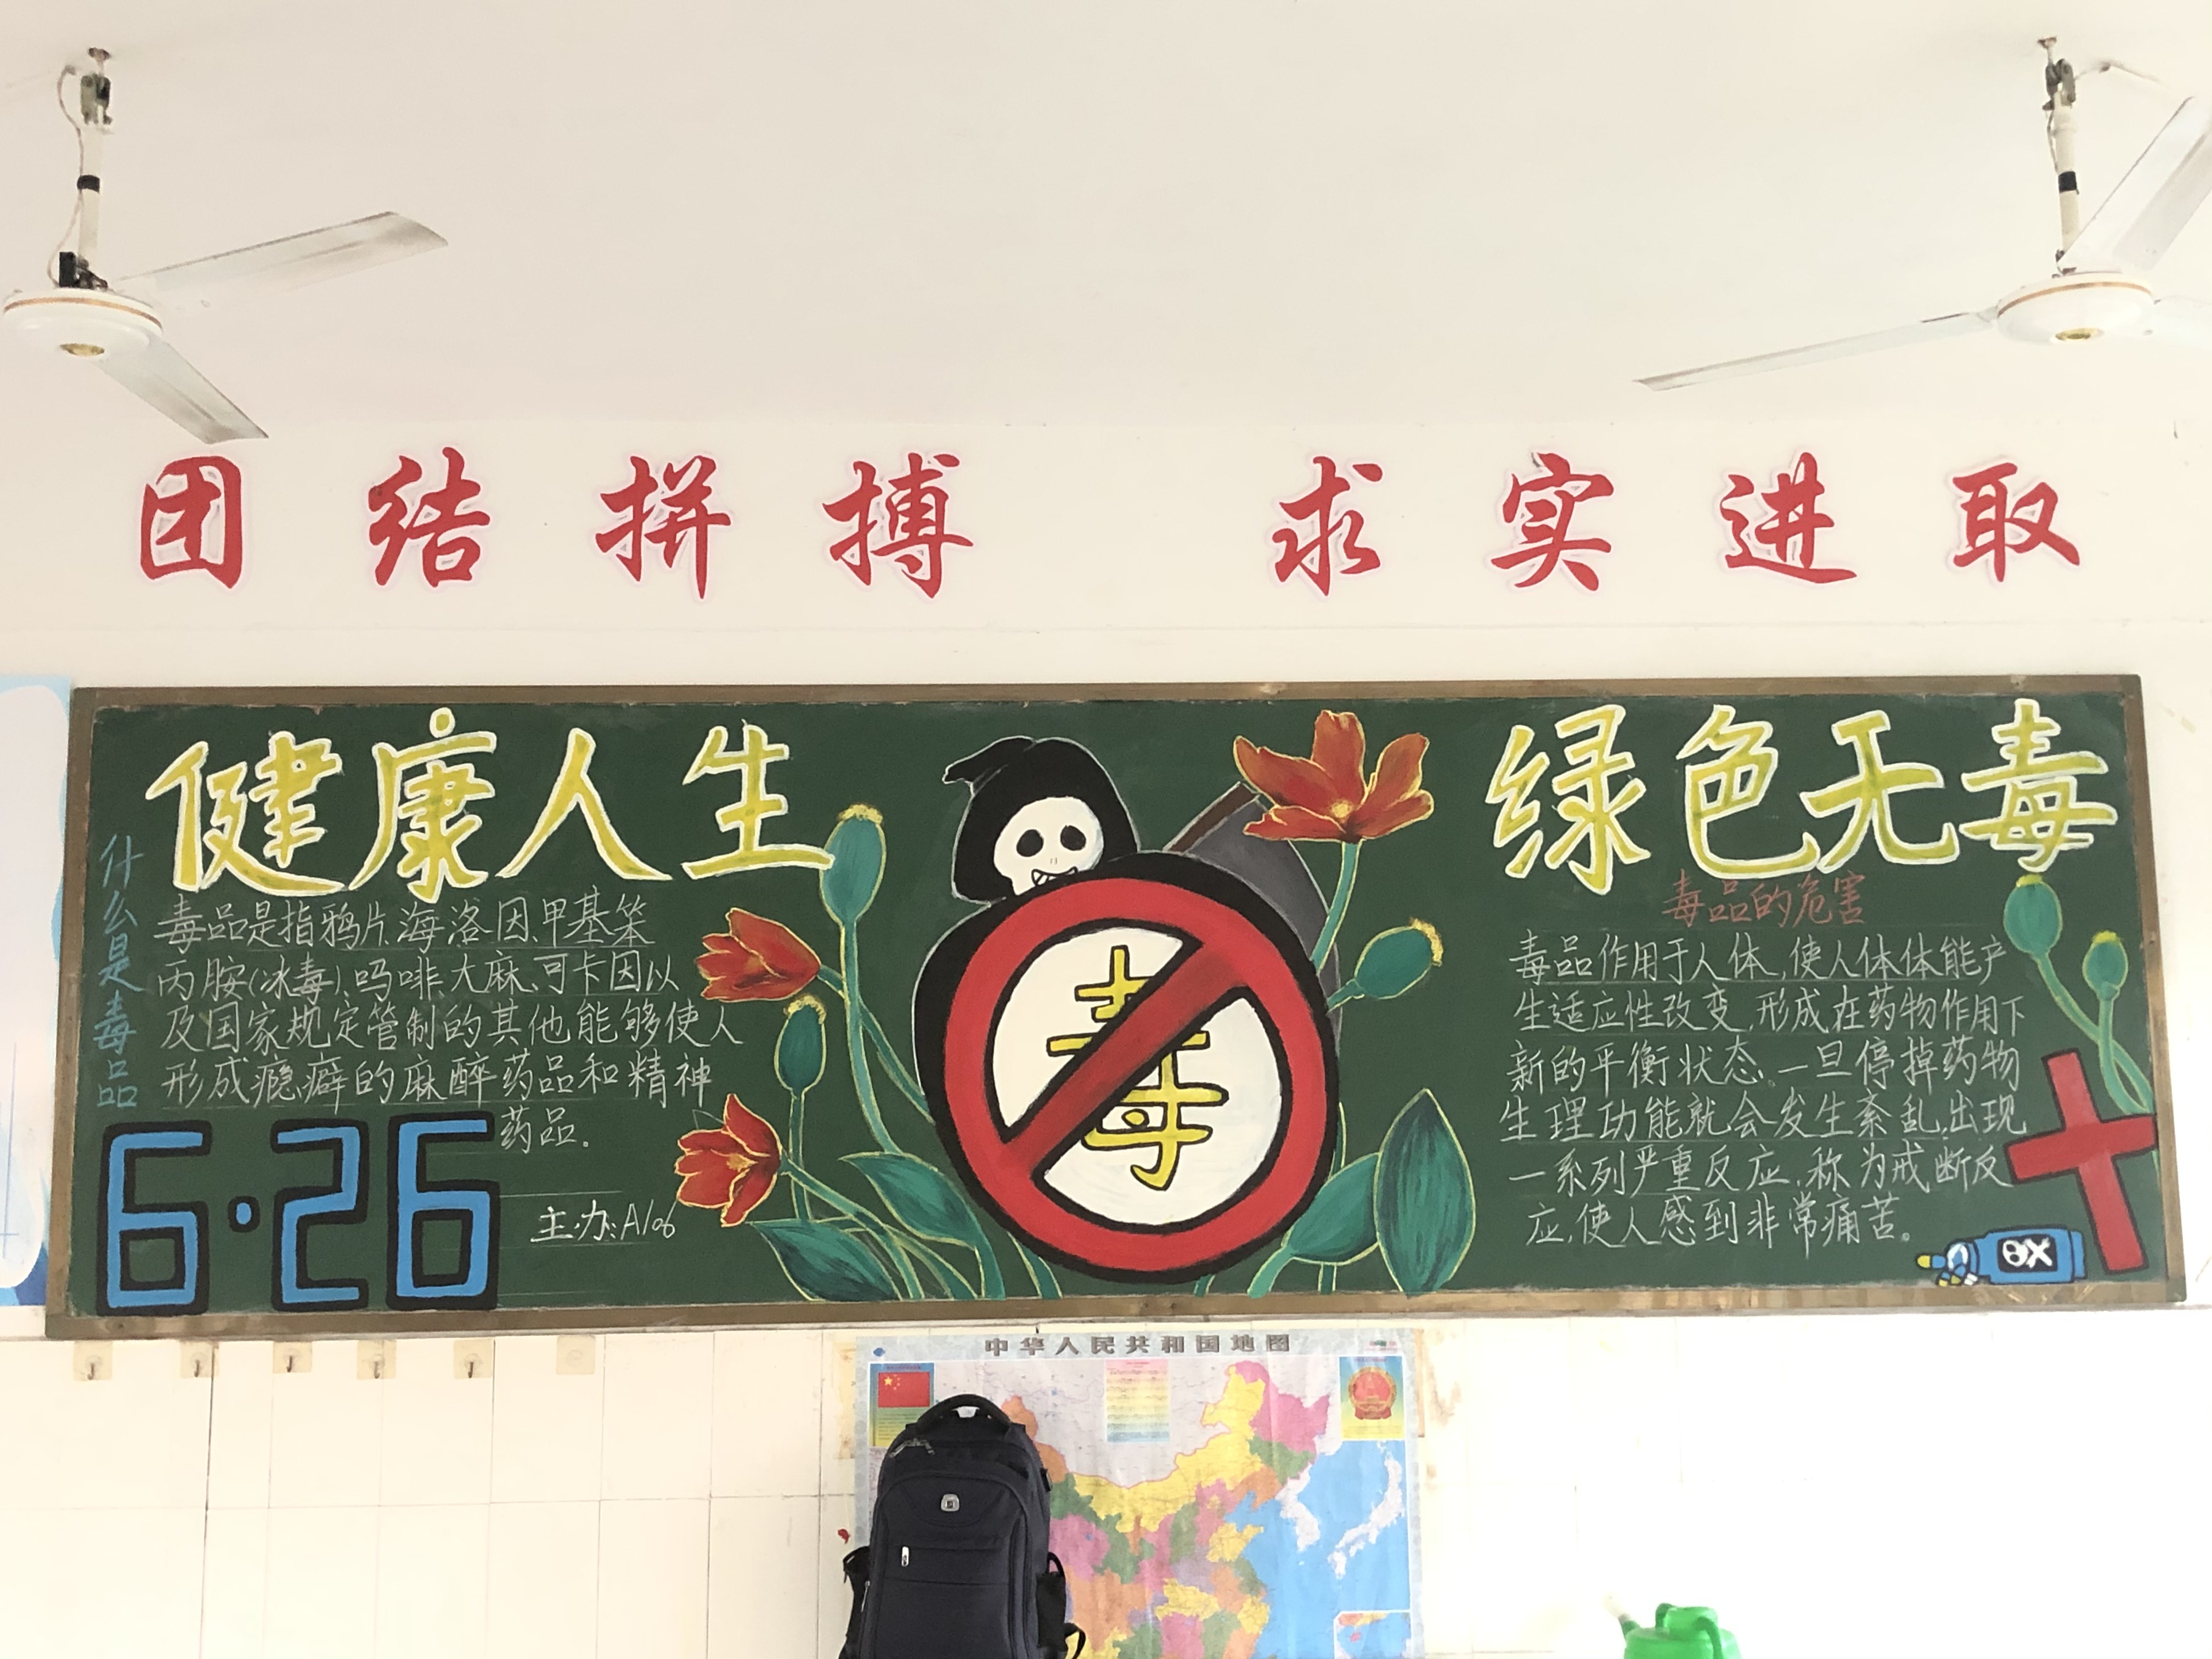 团结拼搏 求实进取
健康人生
绿色无毒
什么是毒品
毒品是指鸦片、海洛因、甲基笨
丙胺(冰毒)、吗啡、大麻、可卡因以
及国家规定管制的其他能够使人
形成瘾癖的麻醉药品和精神
药品.
6·26
主办:A106
毒
毒品的危害
毒品作用于人体,使人体体能产
生适应性改变,形成在药物作用下
新的平衡状态。一旦停掉药物
生理功能就会发生紊乱,出现
一系列严重反应,称为戒断反
应,使人感到非常痛苦。
中华人民共和国地图